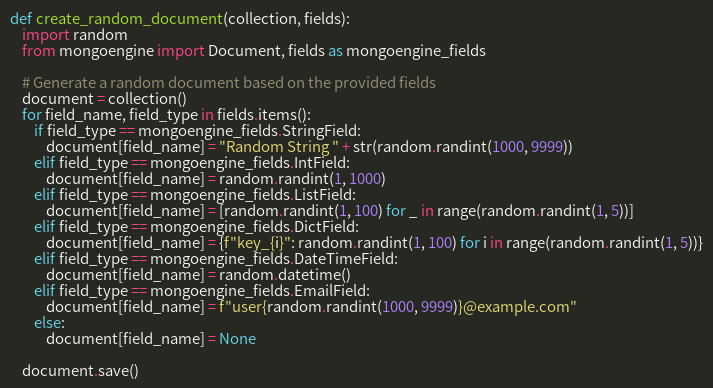 def create_random_document(collection, fields):
    import random
    from mongoengine import Document, fields as mongoengine_fields

    # Generate a random document based on the provided fields
    document = collection()
    for field_name, field_type in fields.items():
        if field_type == mongoengine_fields.StringField:
            document[field_name] = "Random String " + str(random.randint(1000, 9999))
        elif field_type == mongoengine_fields.IntField:
            document[field_name] = random.randint(1, 1000)
        elif field_type == mongoengine_fields.ListField:
            document[field_name] = [random.randint(1, 100) for _ in range(random.randint(1, 5))]
        elif field_type == mongoengine_fields.DictField:
            document[field_name] = {f"key_{i}": random.randint(1, 100) for i in range(random.randint(1, 5))}
        elif field_type == mongoengine_fields.DateTimeField:
            document[field_name] = random.datetime()
        elif field_type == mongoengine_fields.EmailField:
            document[field_name] = f"user{random.randint(1000, 9999)}@example.com"
        else:
            document[field_name] = None

    document.save()